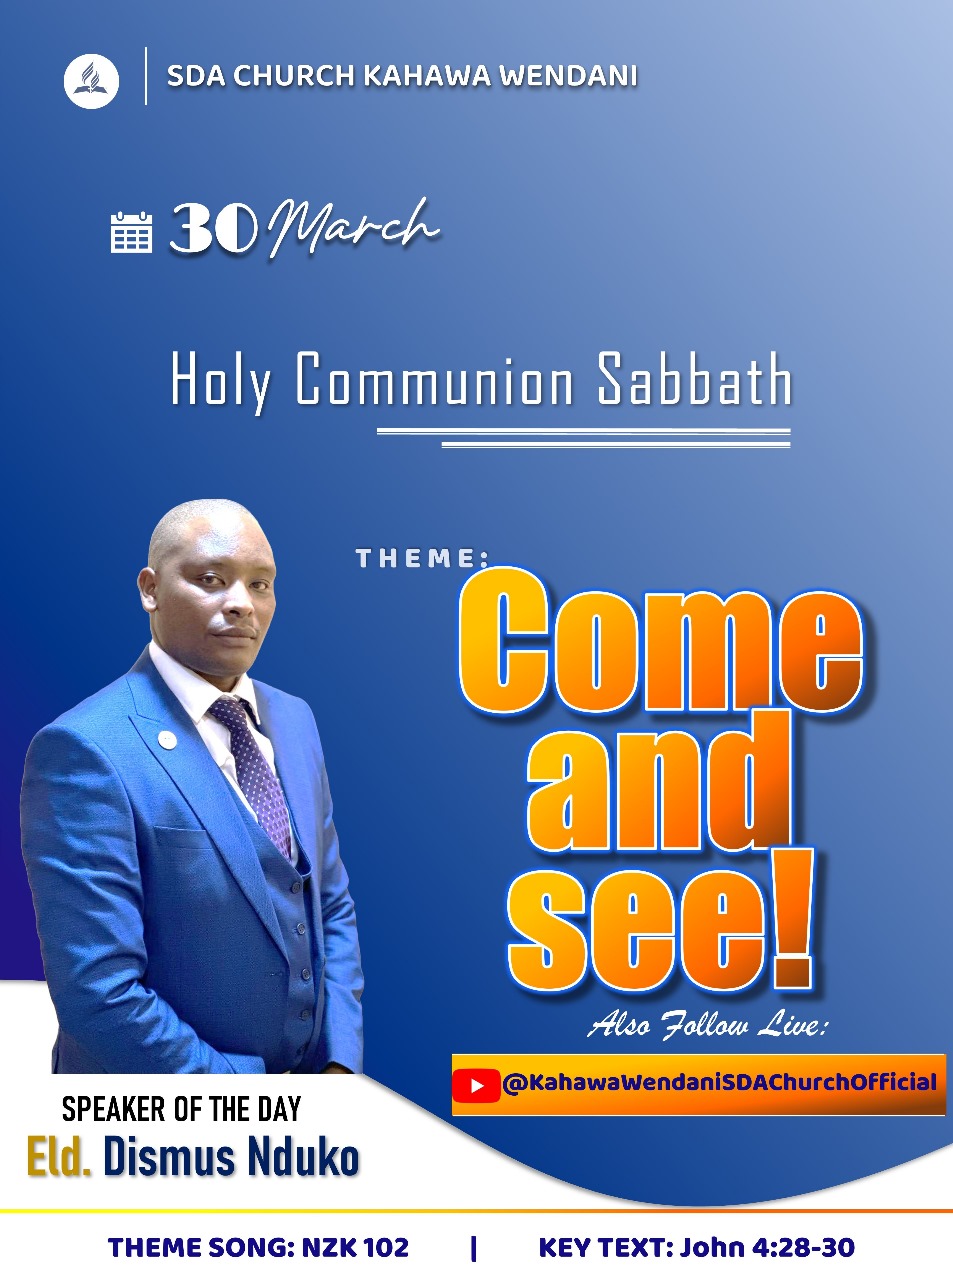 SDA CHURCH KAHAWA WENDANI
30 March
Holy Communion Sabbath
THEME:
Come
and
see!
Also Follow Live:
@KahawaWendaniSDAChurchOfficial
SPEAKER OF THE DAY
Eld. Dismus Nduko
THEME SONG: NZK 102 | KEY TEXT: John 4:28-30